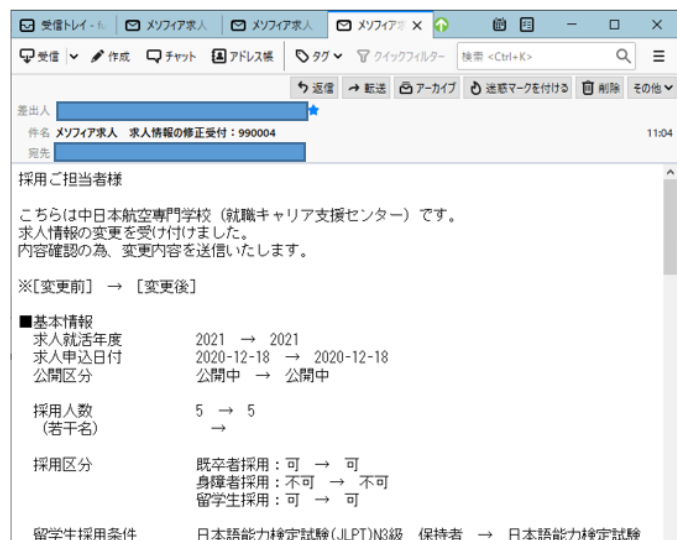 受信トレイ - f
メソフィア求人
メソフィア求人
メソフィア求
受信
作成
チャット
アドレス帳
タグ
クイックフィルター
検索 <Ctrl+K>
返信
転送
アーカイブ
迷惑マークを付ける
削除
その他
差出人
件名 メソフィア求人 求人情報の修正受付:990004
11:04
宛先
採用ご担当者様
こちらは中日本航空専門学校(就職キャリア支援センター)です。
求人情報の変更を受け付けました。
内容確認の為、変更内容を送信いたします。
※[変更前] → [変更後]
■基本情報
求人就活年度 2021 → 2021
求人申込日付 2020-12-18 → 2020-12-18
公開区分 公開中 → 公開中
採用人数 5 → 5
(若干名) →
採用区分 既卒者採用:可 → 可
身障者採用:不可 → 不可
留学生採用:可 → 可
留学生採用条件 日本語能力検定試験(JLPT)N3級 保持者 → 日本語能力検定試験